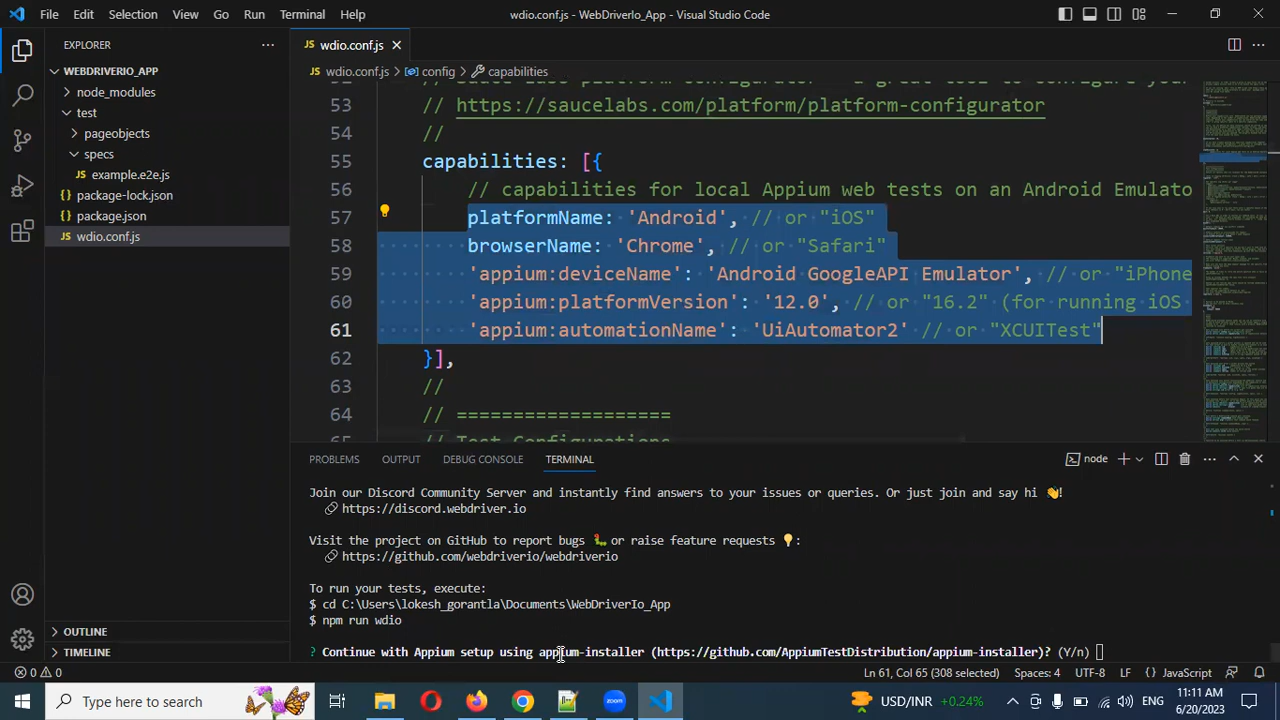 File Edit Selection View Go Run Terminal Help
wdio.conf.js - WebDriverIo_App - Visual Studio Code
EXPLORER
JS wdio.conf.js
WEBDRIVERIO_APP
JS wdio.conf.js > config > capabilities
node_modules
test
pageobjects
specs
JS example.e2e.js
package-lock.json
package.json
JS wdio.conf.js
53 // https://saucelabs.com/platform/platform-configurator
54 //
55 capabilities: [{
56 // capabilities for local Appium web tests on an Android Emulato
57 platformName: 'Android', // or "iOS"
58 browserName: 'Chrome', // or "Safari"
59 'appium:deviceName': 'Android GoogleAPI Emulator', // or "iPhone
60 'appium:platformVersion': '12.0', // or "16.2" (for running iOS
61 'appium:automationName': 'UiAutomator2' // or "XCUITest"
62 }],
63 //
64 // ===================
65 // Test Configurations
PROBLEMS OUTPUT DEBUG CONSOLE TERMINAL
node
Join our Discord Community Server and instantly find answers to your issues or queries. Or just join and say hi 👋!
🔗 https://discord.webdriver.io
Visit the project on GitHub to report bugs 🐛 or raise feature requests 💡:
🔗 https://github.com/webdriverio/webdriverio
To run your tests, execute:
$ cd C:\Users\lokesh_gorantla\Documents\WebDriverIo_App
$ npm run wdio
? Continue with Appium setup using appium-installer (https://github.com/AppiumTestDistribution/appium-installer)? (Y/n)
OUTLINE
TIMELINE
0 0
Ln 61, Col 65 (308 selected) Spaces: 4 UTF-8 LF {} JavaScript
Type here to search
zoom
USD/INR +0.24%
ENG
11:11 AM
6/20/2023